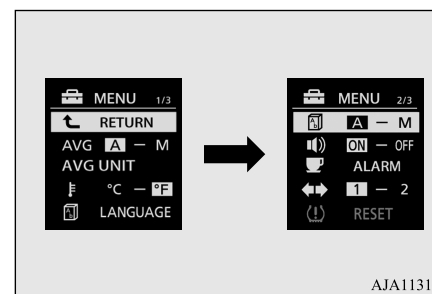 MENU 1/3
RETURN
AVG A – M
AVG UNIT
°C – °F
LANGUAGE
MENU 2/3
A – M
ON – OFF
ALARM
1 – 2
RESET
AJA1131